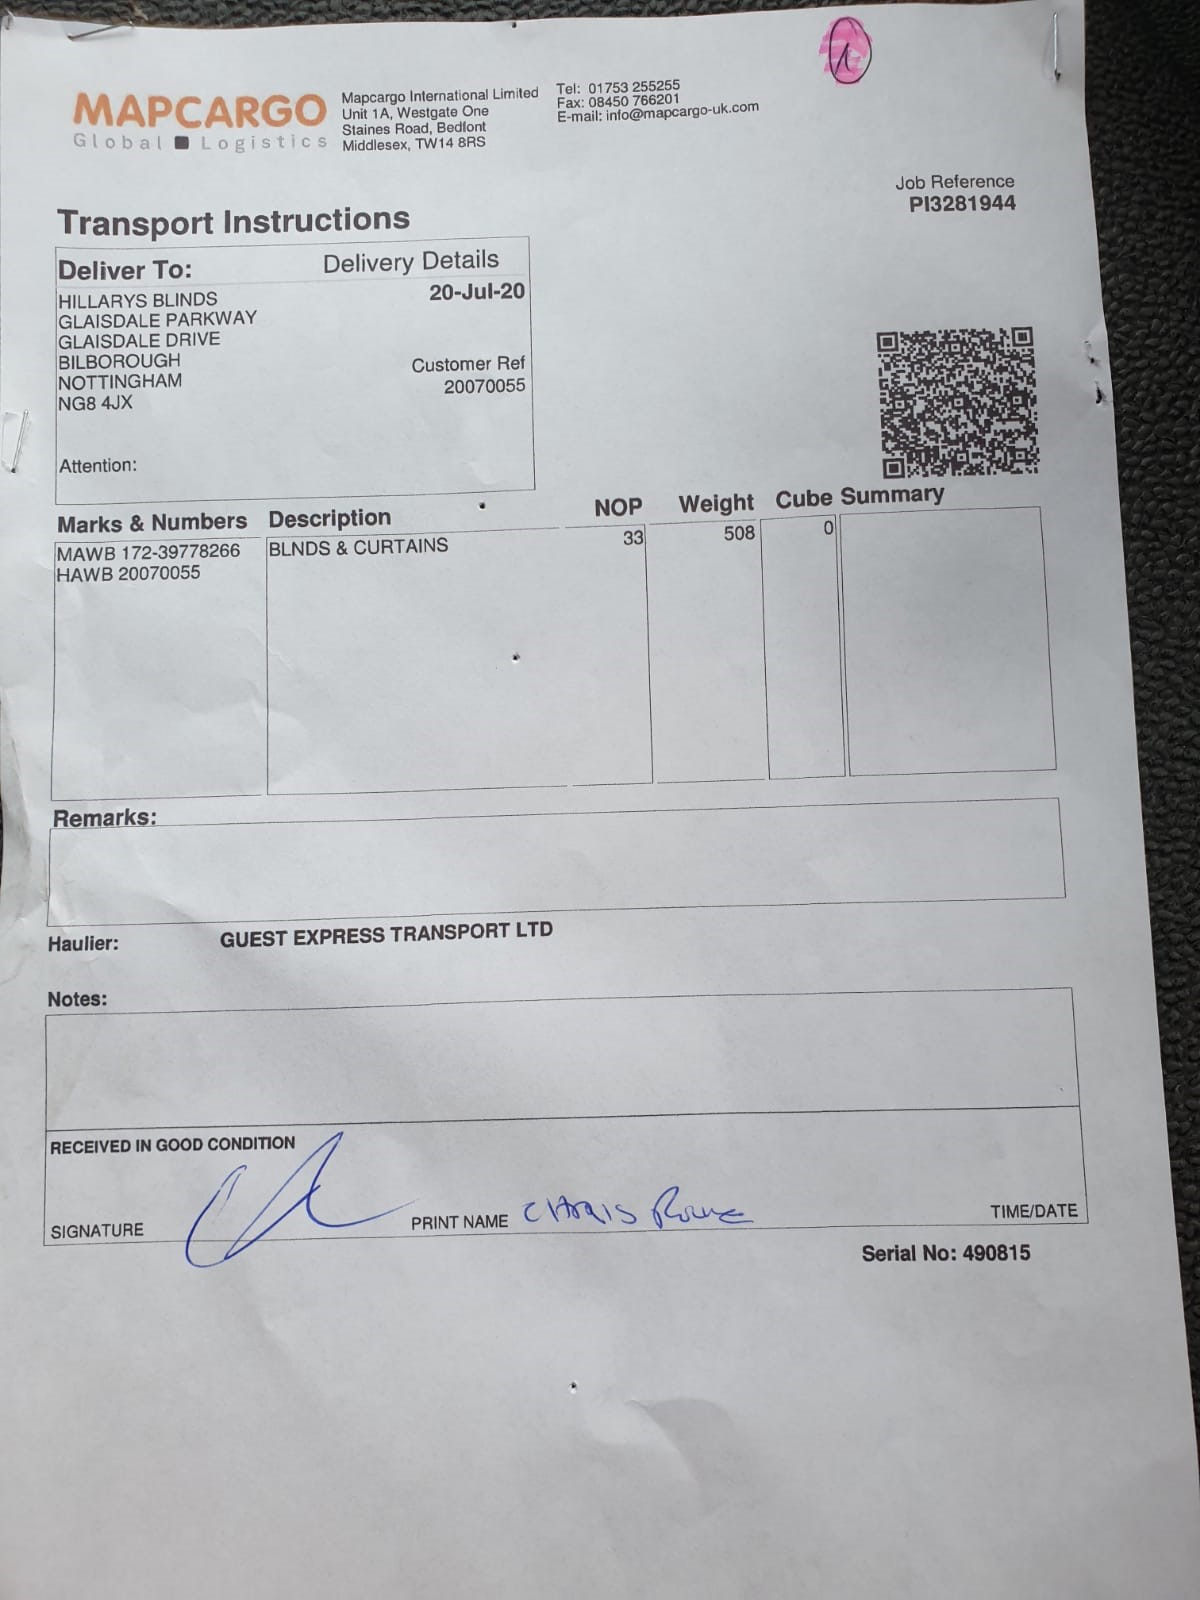 1
MAPCARGO
Global Logistics
Mapcargo International Limited
Unit 1A, Westgate One
Staines Road, Bedfont
Middlesex, TW14 8RS
Tel: 01753 255255
Fax: 08450 766201
E-mail: info@mapcargo-uk.com
Job Reference
PI3281944
Transport Instructions
Deliver To:
HILLARYS BLINDS
GLAISDALE PARKWAY
GLAISDALE DRIVE
BILBOROUGH
NOTTINGHAM
NG8 4JX
Attention:
Delivery Details
20-Jul-20
Customer Ref
20070055
Marks & Numbers Description NOP Weight Cube Summary
MAWB 172-39778266 BLNDS & CURTAINS 33 508 0
HAWB 20070055
Remarks:
Haulier: GUEST EXPRESS TRANSPORT LTD
Notes:
RECEIVED IN GOOD CONDITION
SIGNATURE PRINT NAME CHRIS TIME/DATE
Serial No: 490815